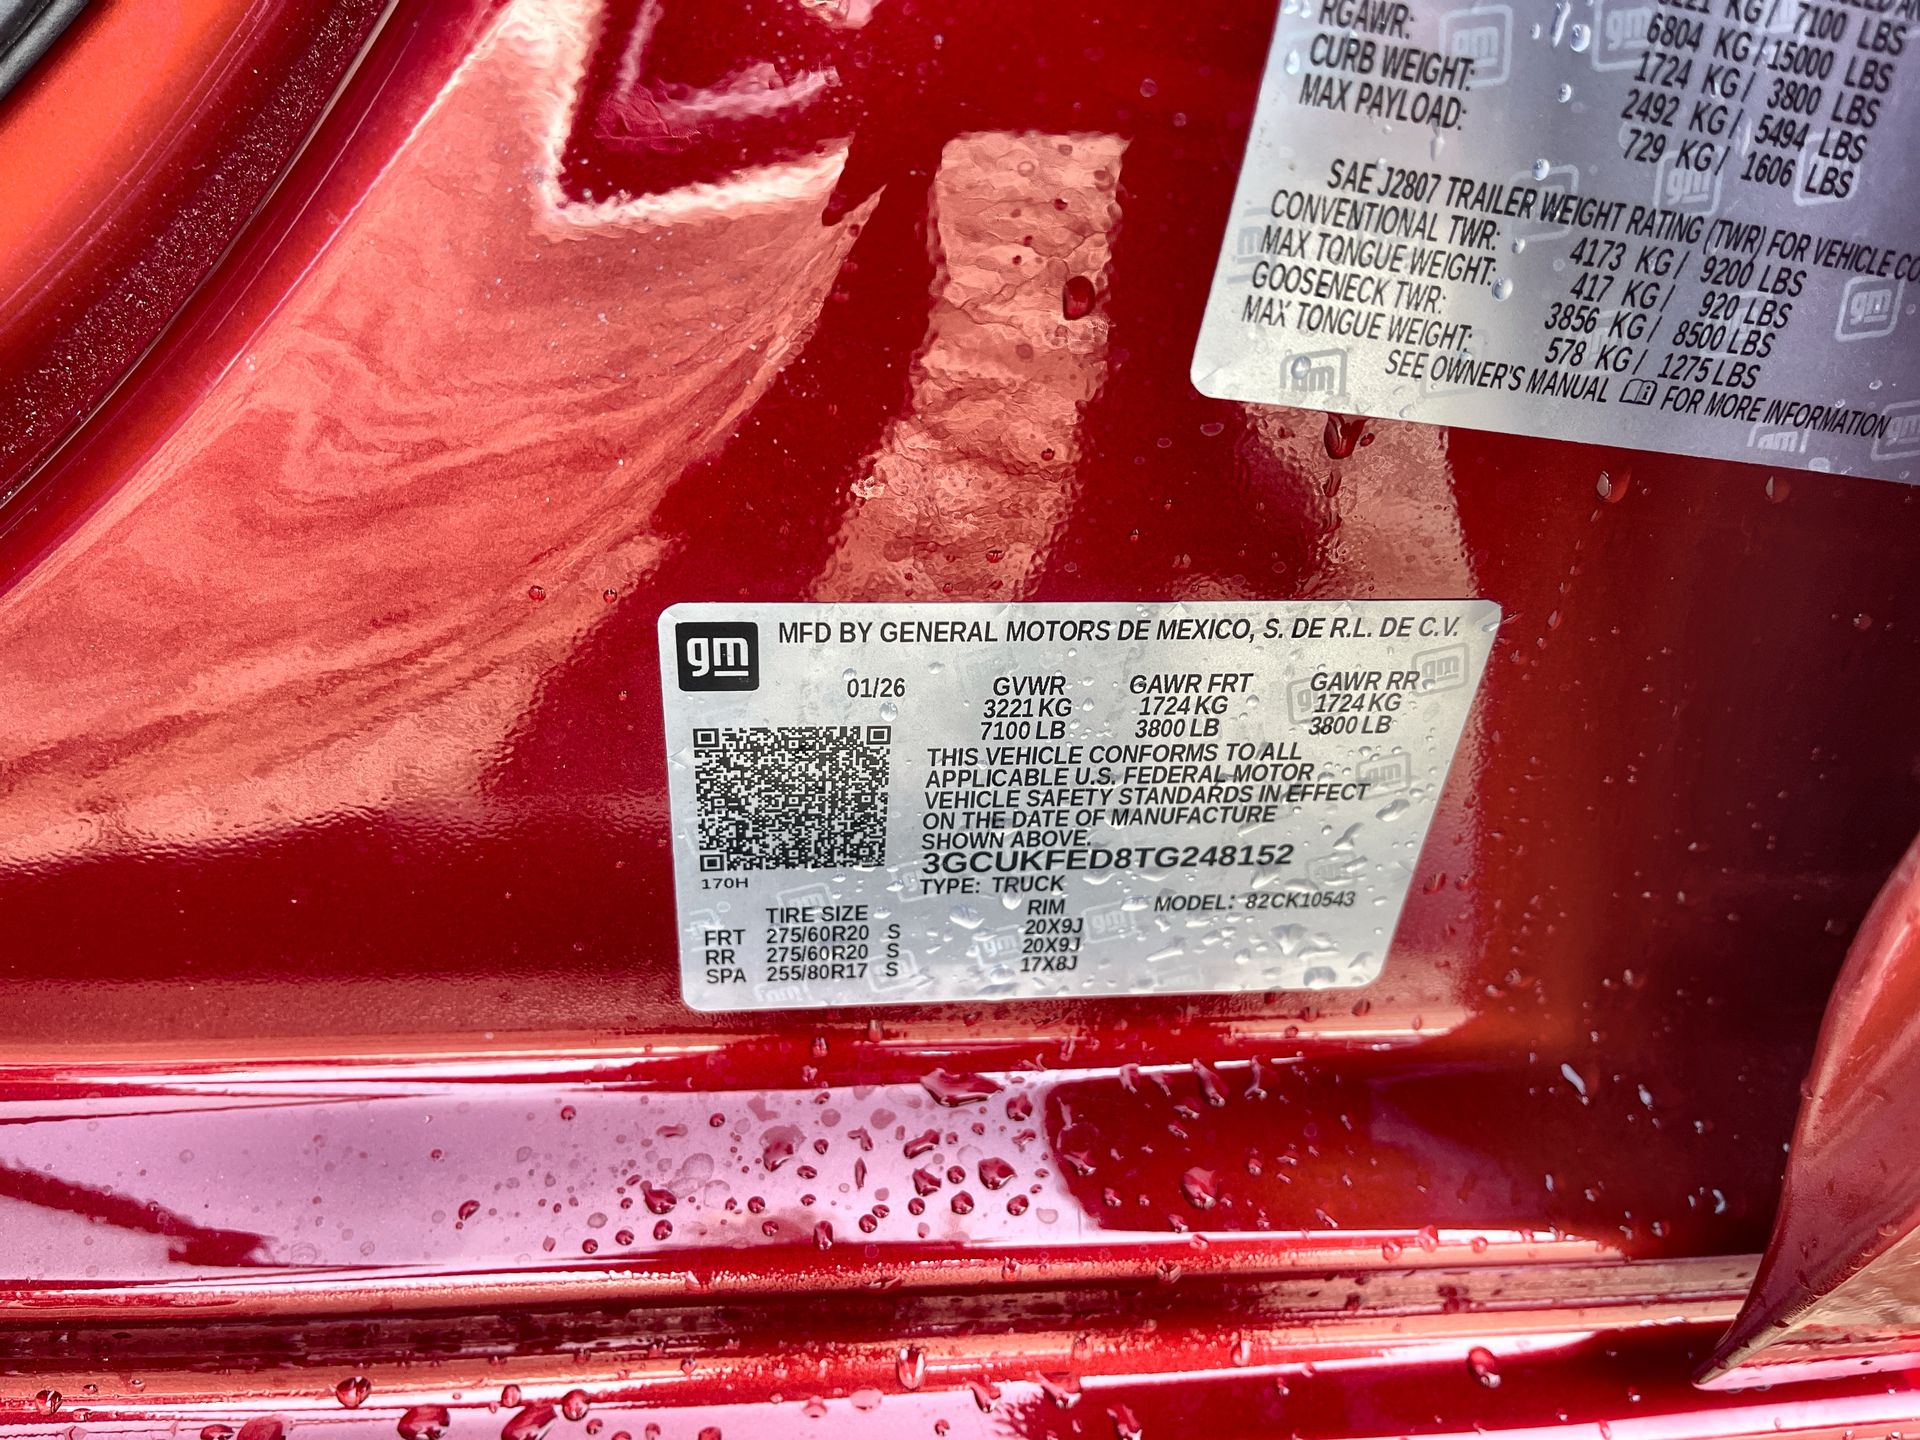 RGAWR: 7100 LBS
CURB WEIGHT: 6804 KG/ 15000 LBS
MAX PAYLOAD: 1724 KG/ 3800 LBS
2492 KG/ 5494 LBS
729 KG/ 1606 LBS
SAE J2807 TRAILER WEIGHT RATING (TWR) FOR VEHICLE
CONVENTIONAL TWR: 4173 KG/ 9200 LBS
MAX TONGUE WEIGHT: 417 KG/ 920 LBS
GOOSENECK TWR: 3856 KG/ 8500 LBS
MAX TONGUE WEIGHT: 578 KG/ 1275 LBS
SEE OWNER'S MANUAL FOR MORE INFORMATION
gm MFD BY GENERAL MOTORS DE MEXICO, S. DE R.L. DE C.V.
01/26 GVWR GAWR FRT GAWR RR
3221 KG 1724 KG 1724 KG
7100 LB 3800 LB 3800 LB
THIS VEHICLE CONFORMS TO ALL
APPLICABLE U.S. FEDERAL MOTOR
VEHICLE SAFETY STANDARDS IN EFFECT
ON THE DATE OF MANUFACTURE
SHOWN ABOVE.
3GCUKFED8TG248152
170H
TYPE: TRUCK
MODEL: 82CK10543
TIRE SIZE RIM
FRT 275/60R20 S 20X9J
RR 275/60R20 S 20X9J
SPA 255/80R17 S 17X8J